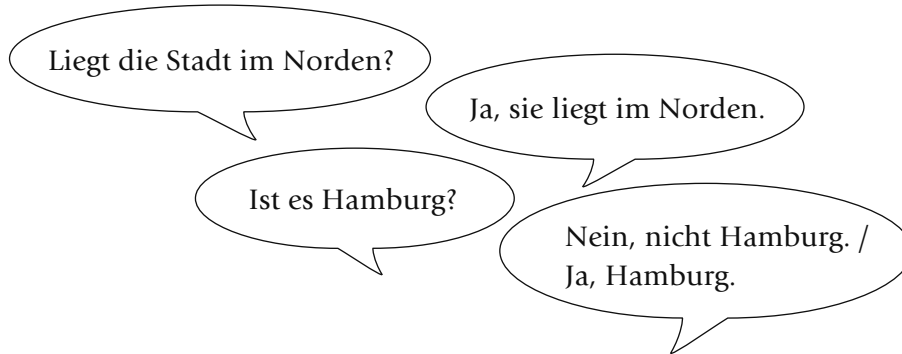 Liegt die Stadt im Norden?
Ja, sie liegt im Norden.
Ist es Hamburg?
Nein, nicht Hamburg. /
Ja, Hamburg.